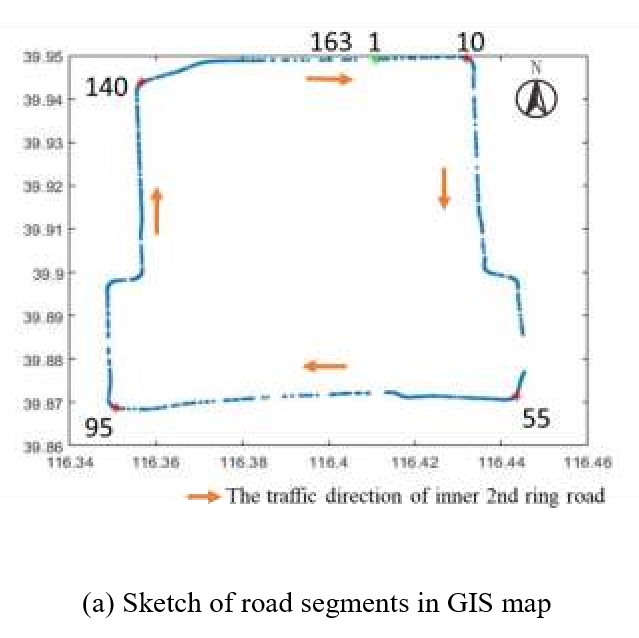 163 1 10
39.95
140
39.94
N
39.93
39.92
39.91
39.9
39.89
39.88
39.87
95
55
39.86
116.34 116.36 116.38 116.4 116.42 116.44 116.46
The traffic direction of inner 2nd ring road
(a) Sketch of road segments in GIS map